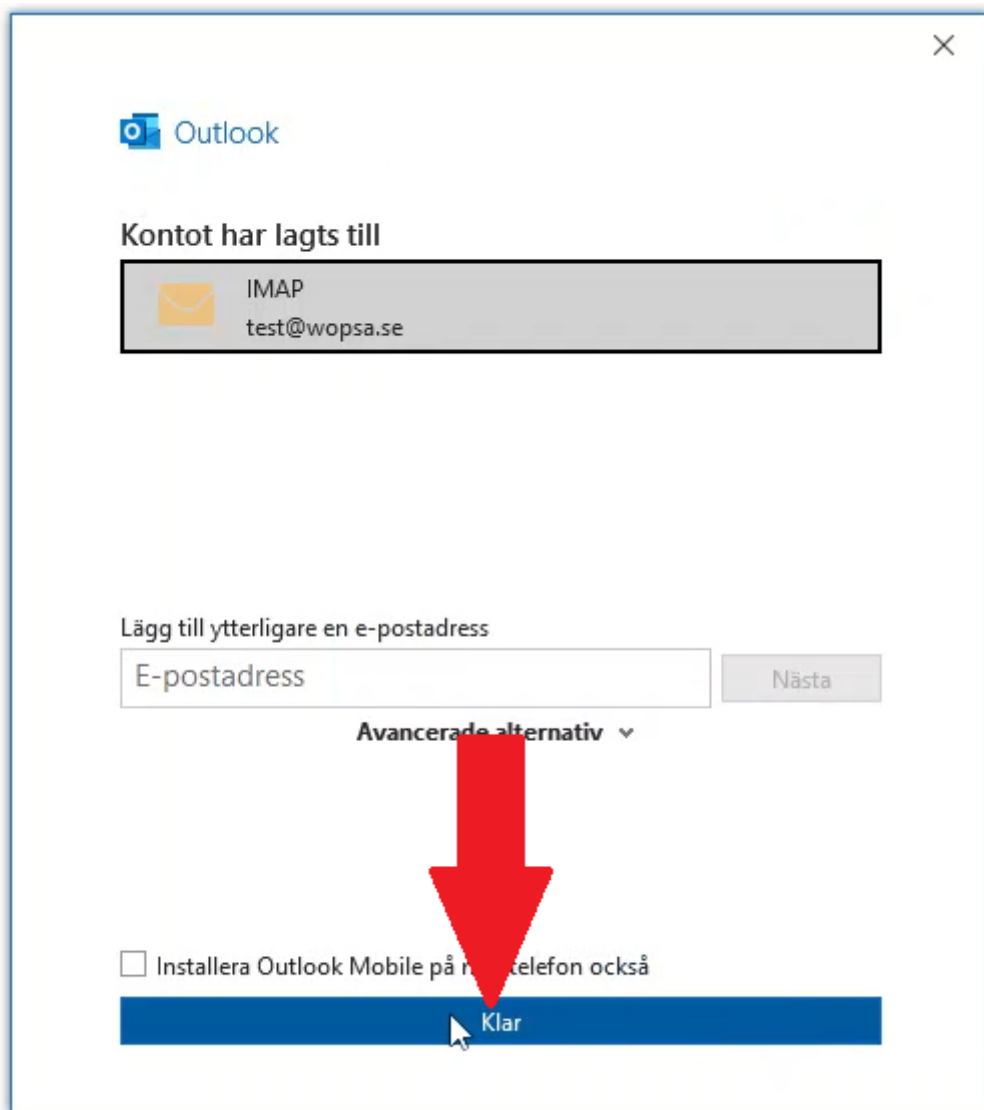 Outlook
Kontot har lagts till
IMAP
test@wopsa.se
Lägg till ytterligare en e-postadress
E-postadress
Nästa
Avancerade alternativ
Installera Outlook Mobile på telefon också
Klar